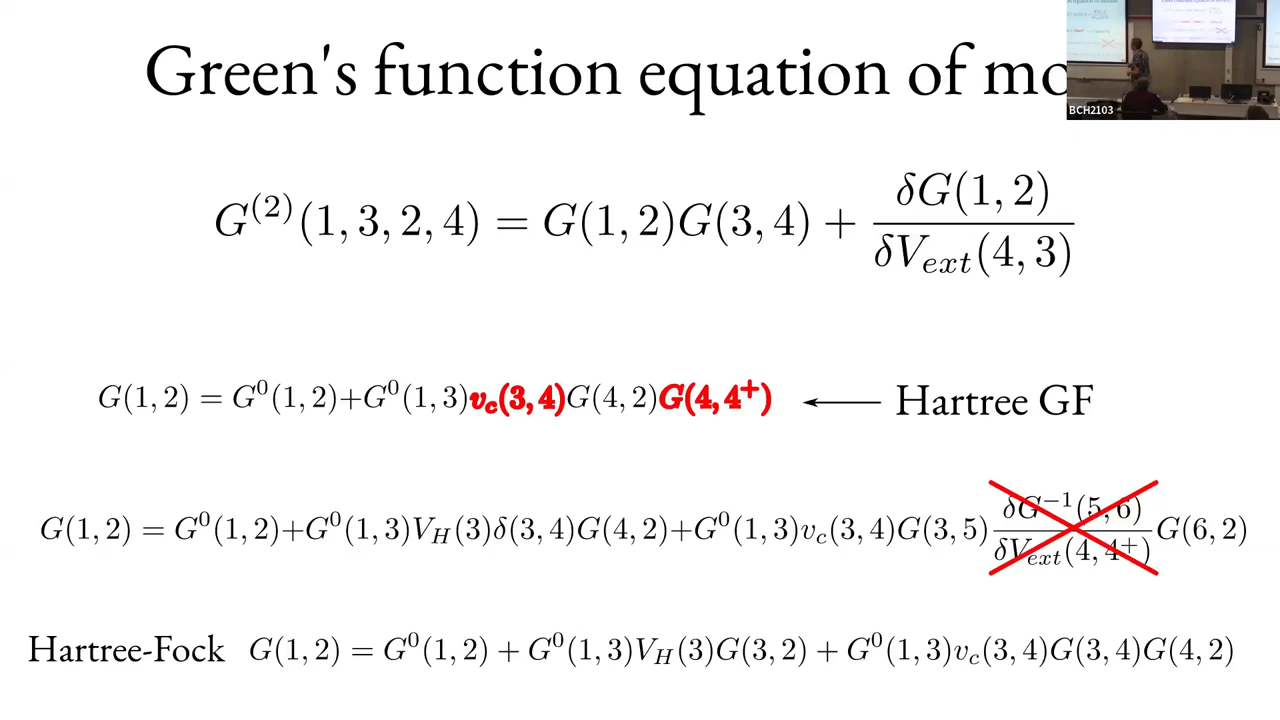 Green's function equation of mo
BCH2103
G^{(2)}(1, 3, 2, 4) = G(1, 2)G(3, 4) + \frac{δG(1, 2)}{δV_{ext}(4, 3)}
G(1, 2) = G^0(1, 2)+G^0(1, 3)v_c(3, 4)G(4, 2)G(4, 4^+) ← Hartree GF
G(1, 2) = G^0(1, 2)+G^0(1, 3)V_H(3)δ(3, 4)G(4, 2)+G^0(1, 3)v_c(3, 4)G(3, 5)\frac{δG^{-1}(5, 6)}{δV_{ext}(4, 4^+)}G(6, 2)
Hartree-Fock G(1, 2) = G^0(1, 2) + G^0(1, 3)V_H(3)G(3, 2) + G^0(1, 3)v_c(3, 4)G(3, 4)G(4, 2)